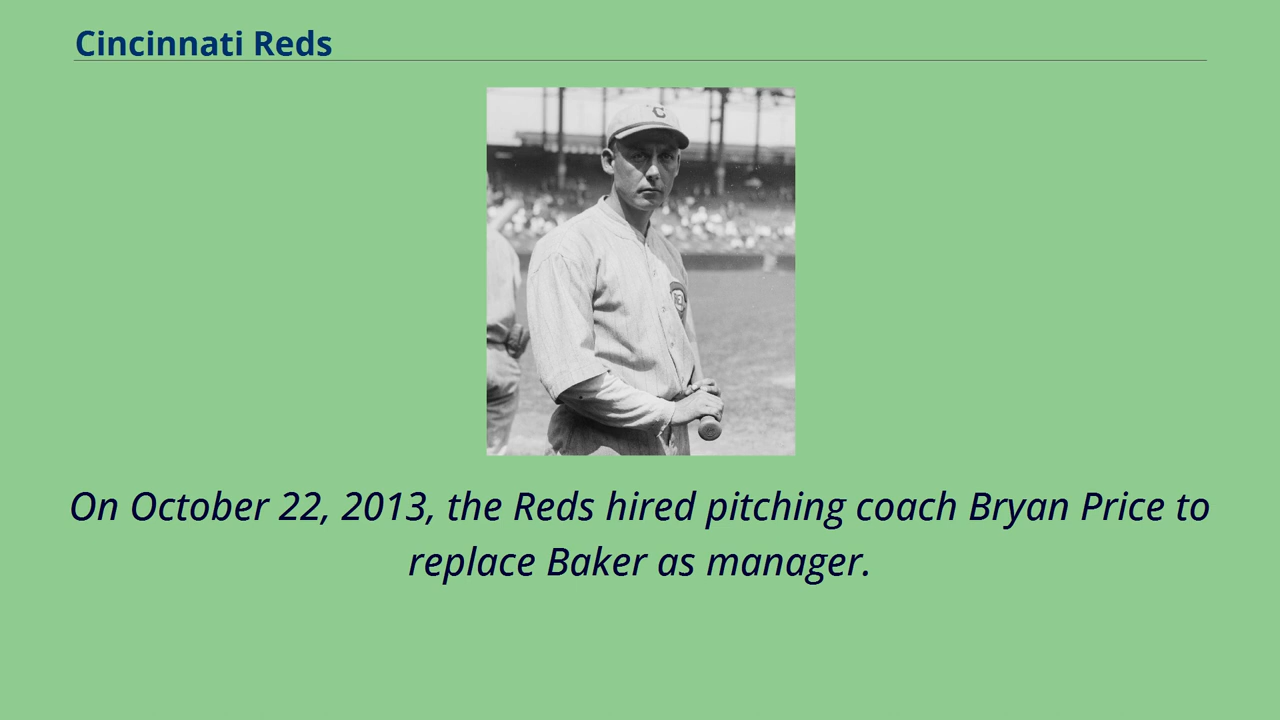 Cincinnati Reds
C
On October 22, 2013, the Reds hired pitching coach Bryan Price to
replace Baker as manager.